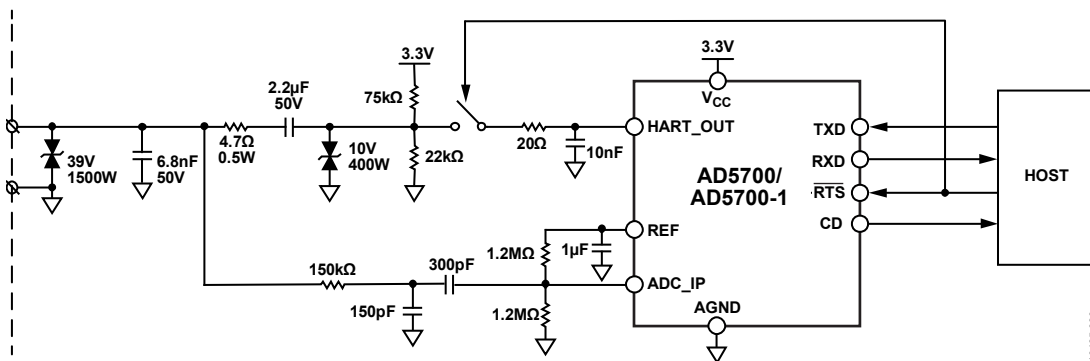 3.3V
3.3V
2.2µF
50V
75kΩ
V_CC
HART_OUT
TXD
4.7Ω
0.5W
20Ω
10nF
39V
1500W
6.8nF
50V
10V
400W
22kΩ
RXD
AD5700/
AD5700-1
R̅T̅S̅
HOST
CD
REF
1.2MΩ
1µF
150kΩ
300pF
ADC_IP
150pF
1.2MΩ
AGND